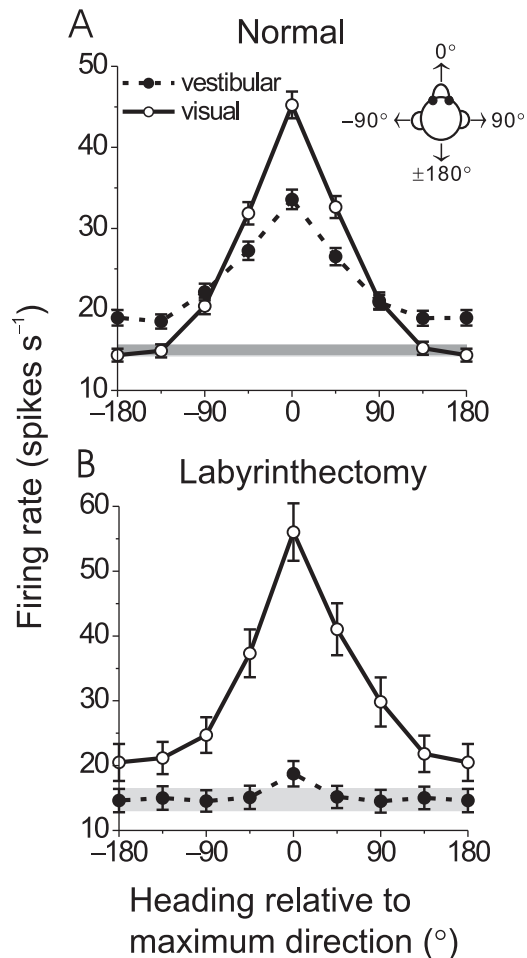 A
Normal
Firing rate (spikes s⁻¹)
50
40
30
20
10
vestibular
visual
0°
–90°
90°
±180°
–180
–90
0
90
180
B
Labyrinthectomy
60
50
40
30
20
10
–180
–90
0
90
180
Heading relative to
maximum direction (°)